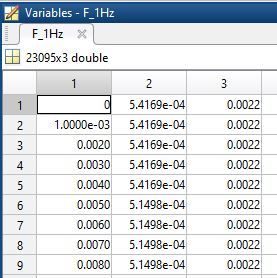 Variables - F_1Hz
F_1Hz
23095x3 double
1 2 3
1 0 5.4169e-04 0.0022
2 1.0000e-03 5.4169e-04 0.0022
3 0.0020 5.4169e-04 0.0022
4 0.0030 5.4169e-04 0.0022
5 0.0040 5.4169e-04 0.0022
6 0.0050 5.1498e-04 0.0022
7 0.0060 5.1498e-04 0.0022
8 0.0070 5.1498e-04 0.0022
9 0.0080 5.1498e-04 0.0022